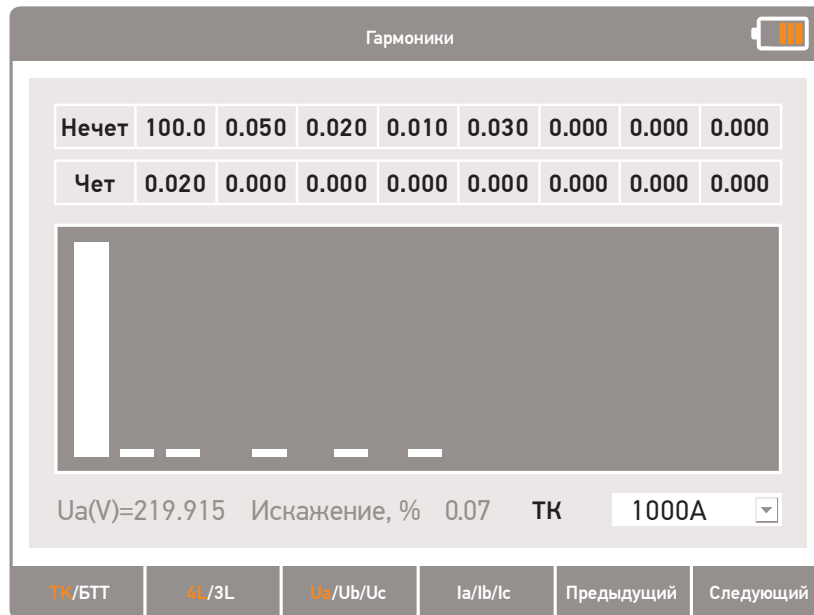 Гармоники
Нечет 100.0 0.050 0.020 0.010 0.030 0.000 0.000 0.000
Чет 0.020 0.000 0.000 0.000 0.000 0.000 0.000 0.000
Ua(V)=219.915 Искажение, % 0.07 ТК 1000A
ТК/БТТ 4L/3L Ua/Ub/Uc Ia/Ib/Ic Предыдущий Следующий